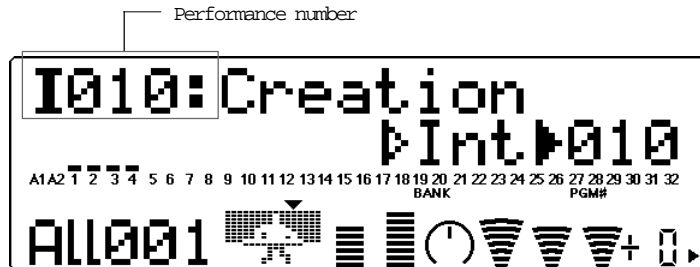 Performance number
I010:Creation
▷Int▶010
A1 A2 1 2 3 4 5 6 7 8 9 10 11 12 13 14 15 16 17 18 19 20 21 22 23 24 25 26 27 28 29 30 31 32
BANK PGM#
All001 + 0